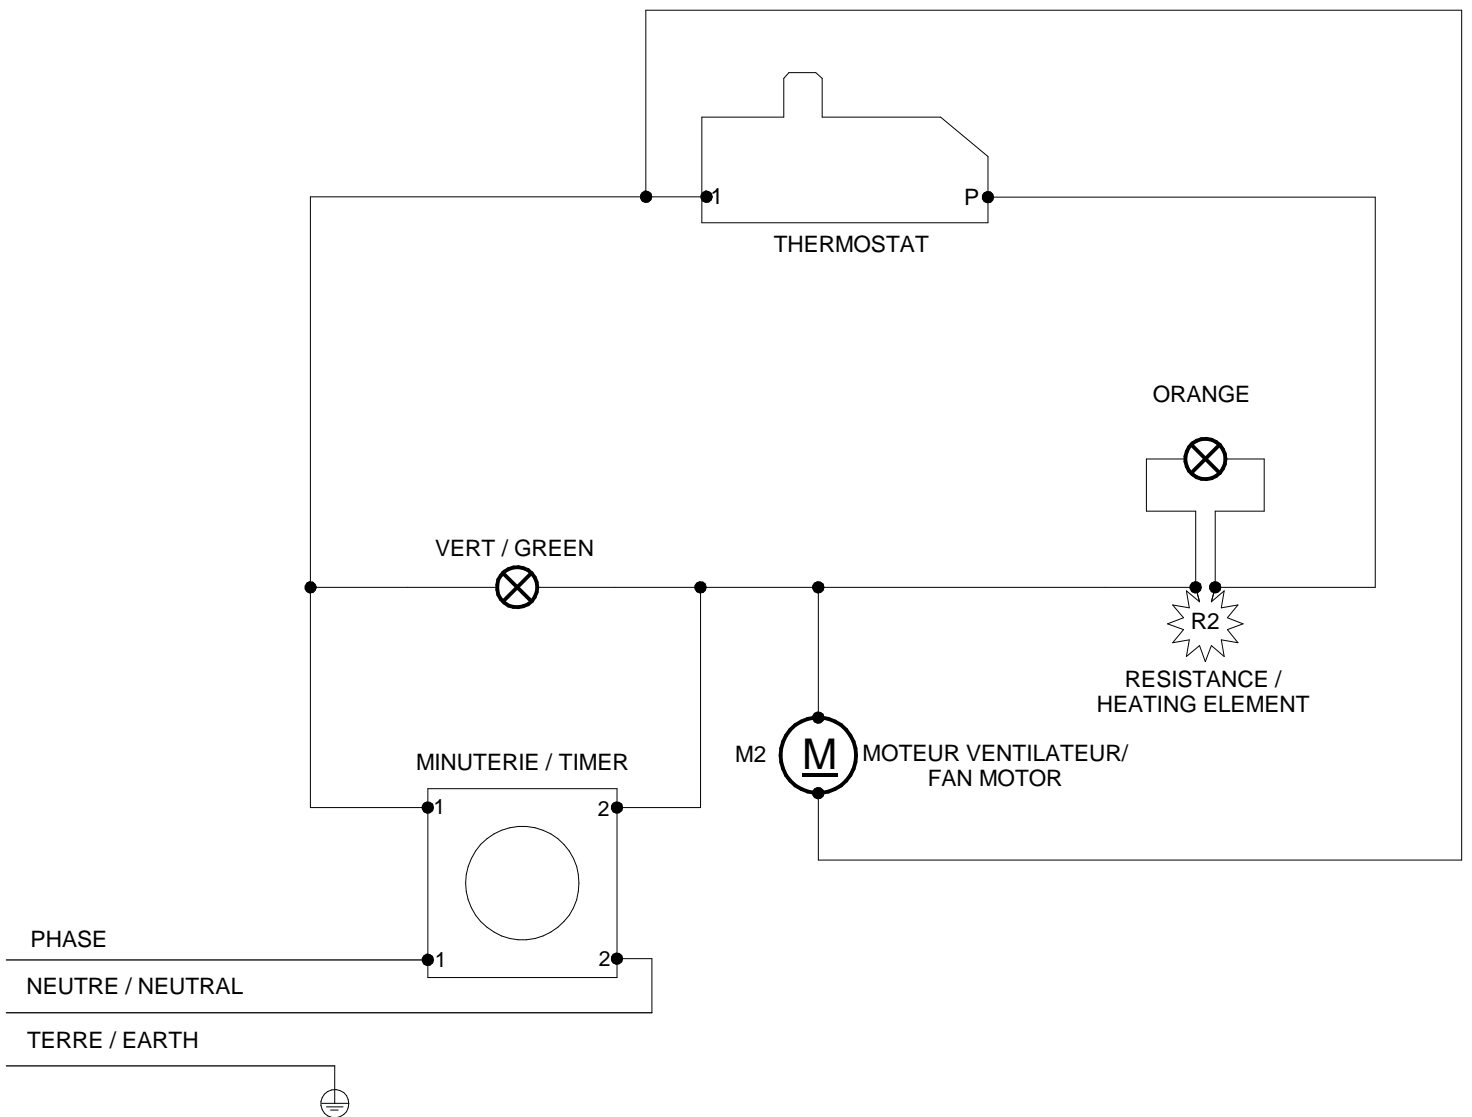 1
P
THERMOSTAT
ORANGE
VERT / GREEN
R2
RESISTANCE /
HEATING ELEMENT
M2
M
MOTEUR VENTILATEUR/
FAN MOTOR
MINUTERIE / TIMER
1
2
PHASE
1
2
NEUTRE / NEUTRAL
TERRE / EARTH